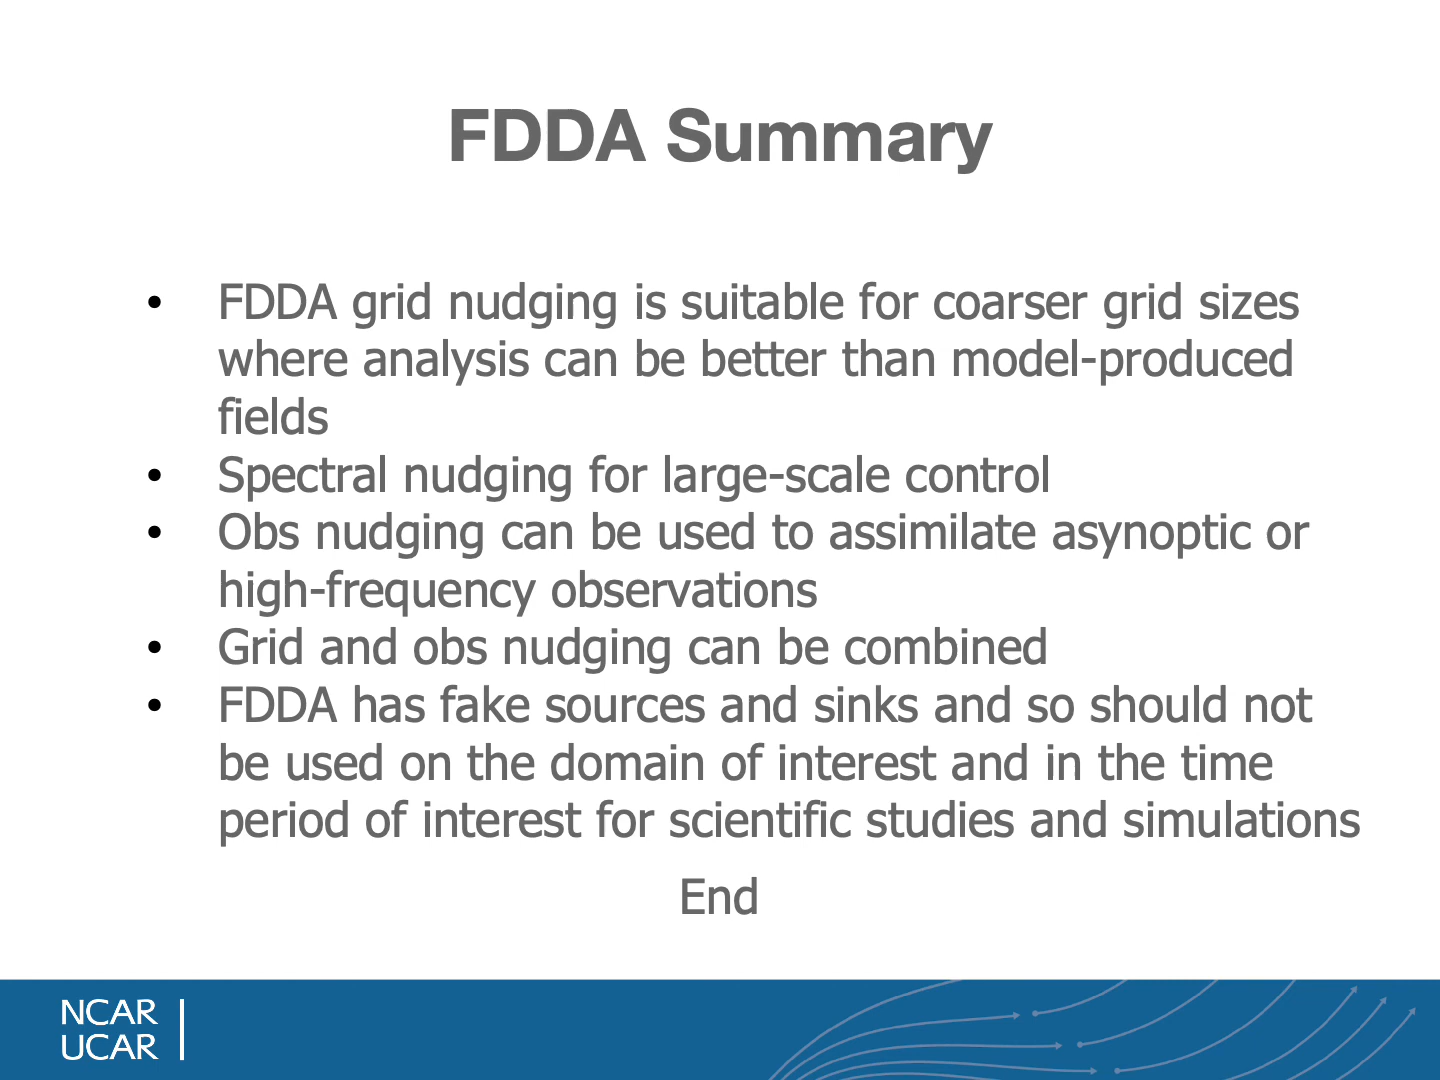 FDDA Summary
• FDDA grid nudging is suitable for coarser grid sizes
where analysis can be better than model-produced
fields
• Spectral nudging for large-scale control
• Obs nudging can be used to assimilate asynoptic or
high-frequency observations
• Grid and obs nudging can be combined
• FDDA has fake sources and sinks and so should not
be used on the domain of interest and in the time
period of interest for scientific studies and simulations
End
NCAR
UCAR